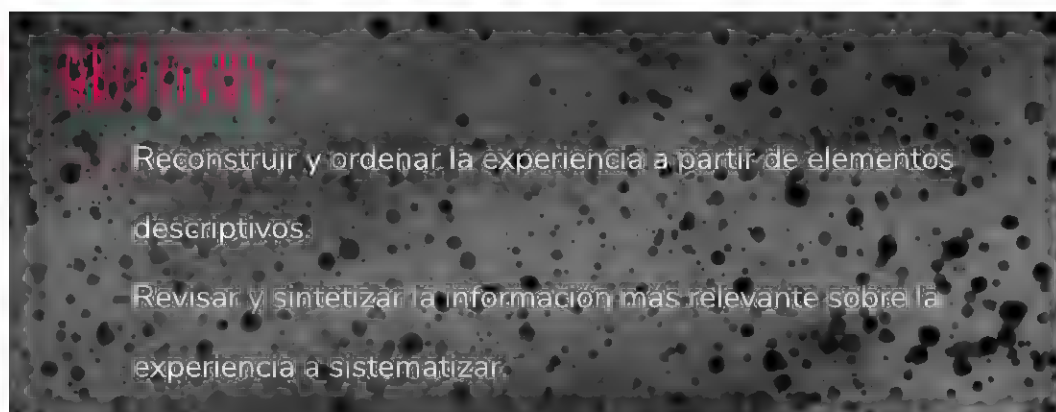 Reconstruir y ordenar la experiencia a partir de elementos
descriptivos.
Revisar y sintetizar la información más relevante sobre la
experiencia a sistematizar.